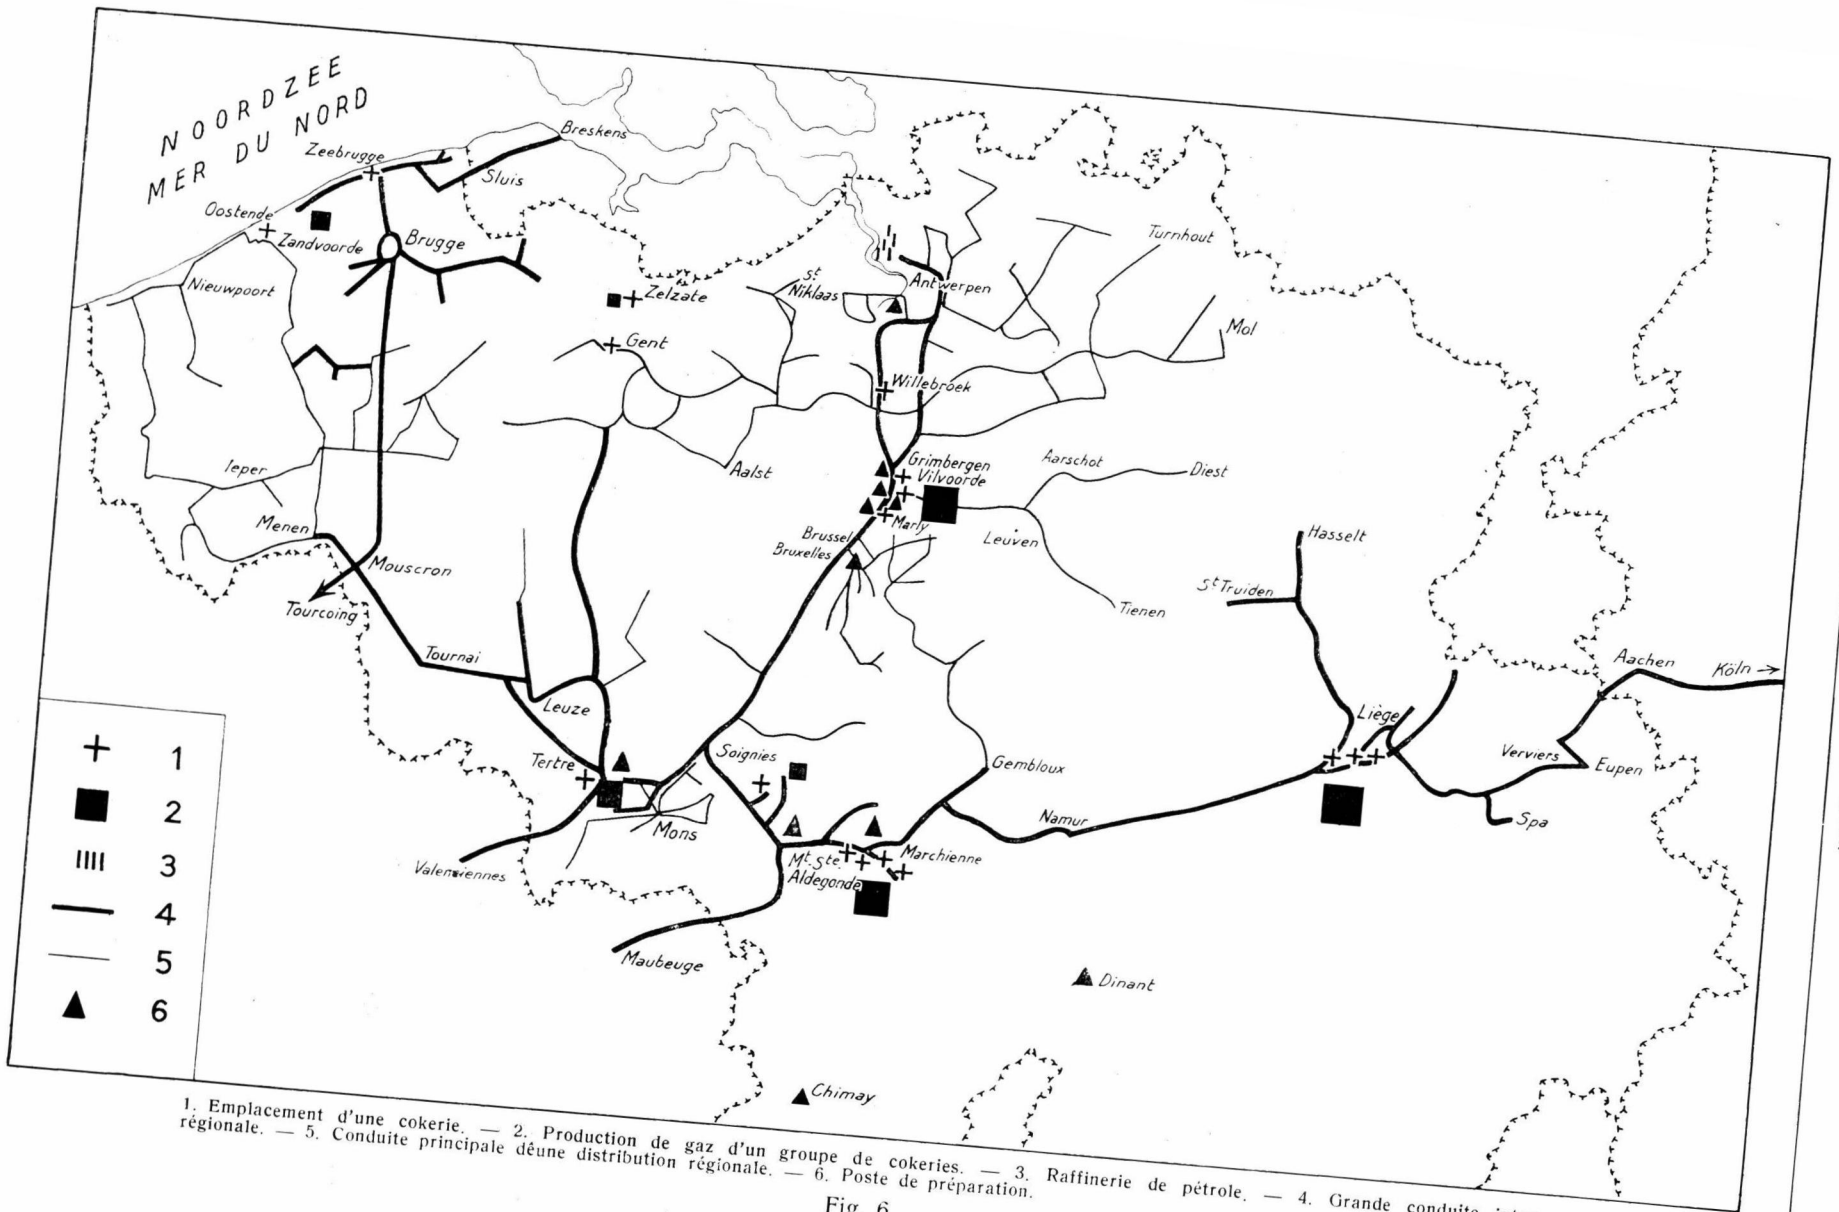 NOORDZEE
MER DU NORD
Breskens
Zeebrugge
Sluis
Oostende
Zandvoorde
Brugge
Nieuwpoort
Zelzate
St
Niklaas
Antwerpen
Turnhout
Mol
Gent
Willebroek
Aalst
Grimbergen
Vilvoorde
Aarschot
Diest
Ieper
Menen
Marly
Brussel
Bruxelles
Leuven
Tienen
Hasselt
St Truiden
Mouscron
Tourcoing
Tournai
Leuze
Aachen
Köln →
Liège
Verviers
Eupen
Spa
Tertre
Soignies
Gembloux
Mons
Namur
Valenciennes
Mt. Ste.
Aldegonde
Marchienne
Maubeuge
Dinant
Chimay
1
2
3
4
5
6
1. Emplacement d'une cokerie. — 2. Production de gaz d'un groupe de cokeries. — 3. Raffinerie de pétrole. — 4. Grande conduite
régionale. — 5. Conduite principale dêune distribution régionale. — 6. Poste de préparation.
Fig. 6